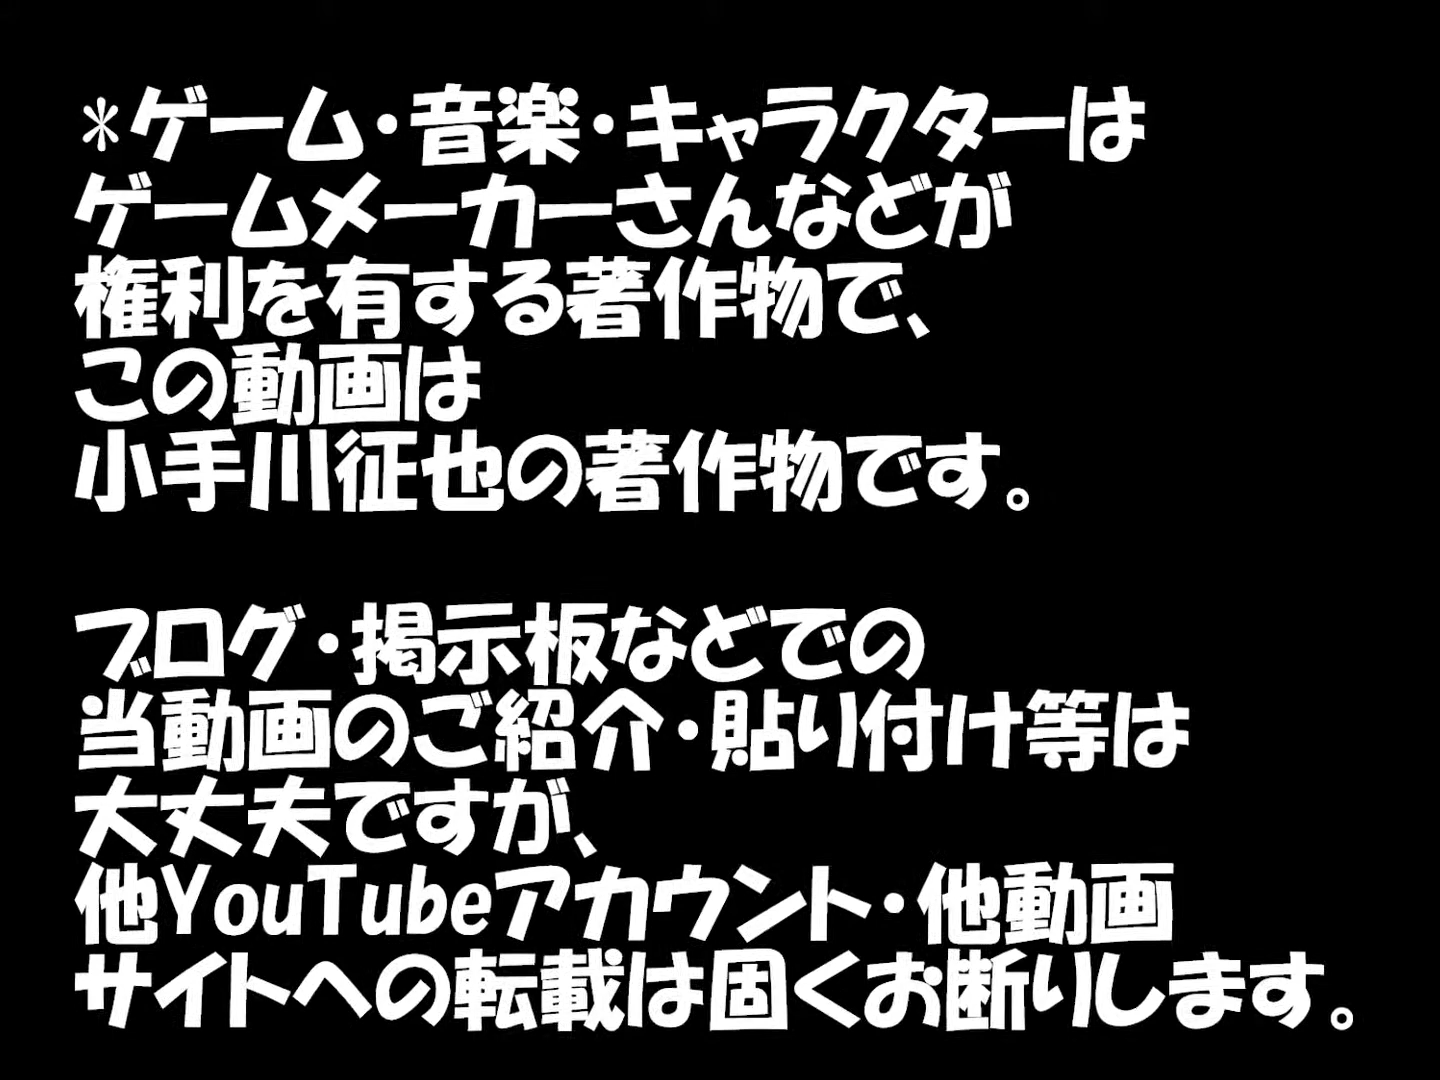 *ゲーム・音楽・キャラクターは
ゲームメーカーさんなどが
権利を有する著作物で、
この動画は
小手川征也の著作物です。
ブログ・掲示板などでの
当動画のご紹介・貼り付け等は
大丈夫ですが、
他YouTubeアカウント・他動画
サイトへの転載は固くお断りします。